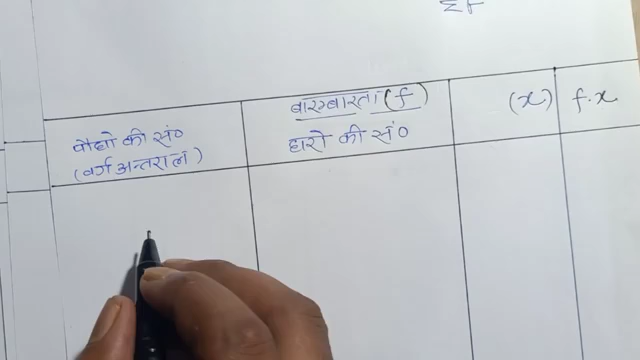 Σf
बारम्बारता (f)
(x)
f.x
पौधो की सं०
(वर्ग अन्तराल)
घरो की सं०